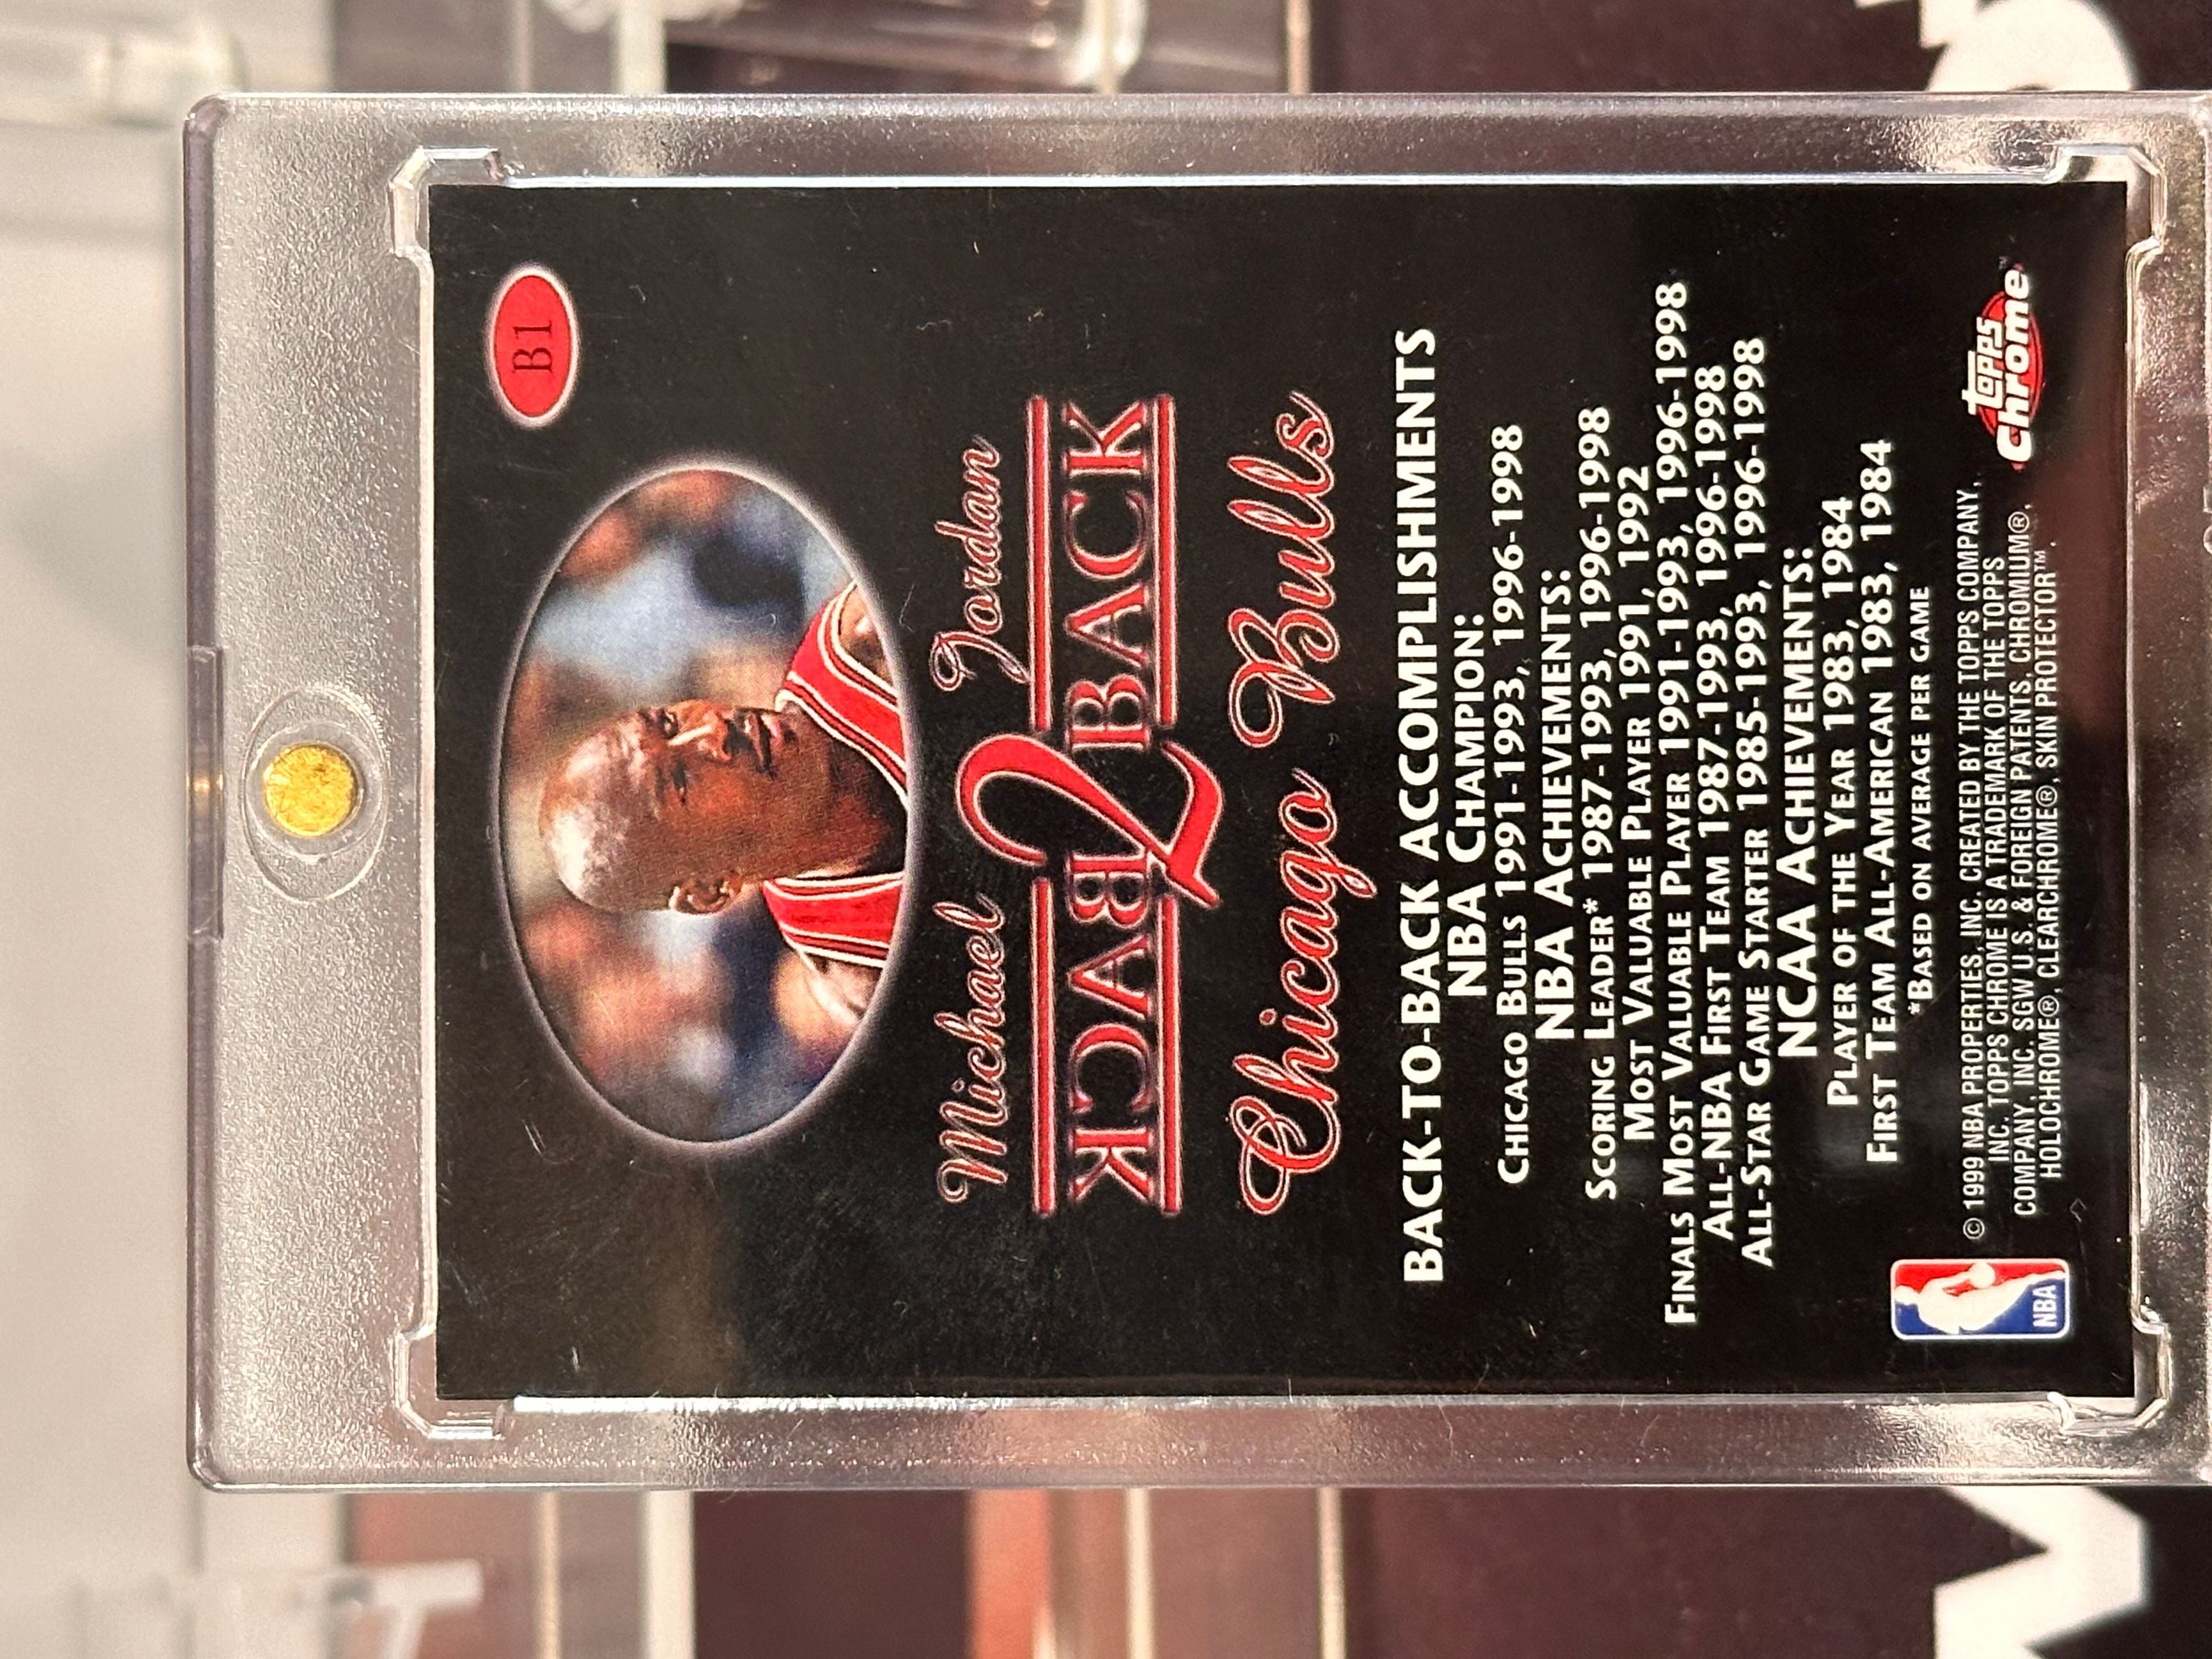 B1
Michael Jordan
BACK 2 BACK
Chicago Bulls
BACK-TO-BACK ACCOMPLISHMENTS
NBA CHAMPION:
CHICAGO BULLS 1991-1993, 1996-1998
NBA ACHIEVEMENTS:
SCORING LEADER* 1987-1993, 1996-1998
MOST VALUABLE PLAYER 1991, 1992
FINALS MOST VALUABLE PLAYER 1991-1993, 1996-1998
ALL-NBA FIRST TEAM 1987-1993, 1996-1998
ALL-STAR GAME STARTER 1985-1993, 1996-1998
NCAA ACHIEVEMENTS:
PLAYER OF THE YEAR 1983, 1984
FIRST TEAM ALL-AMERICAN 1983, 1984
*BASED ON AVERAGE PER GAME
© 1999 NBA PROPERTIES, INC. CREATED BY THE TOPPS COMPANY,
INC. TOPPS CHROME IS A TRADEMARK OF THE TOPPS
COMPANY, INC. SGW U.S. & FOREIGN PATENTS. CHROMIUM®,
HOLOCHROME®, CLEARCHROME®, SKIN PROTECTOR™.
NBA
topps
chrome™